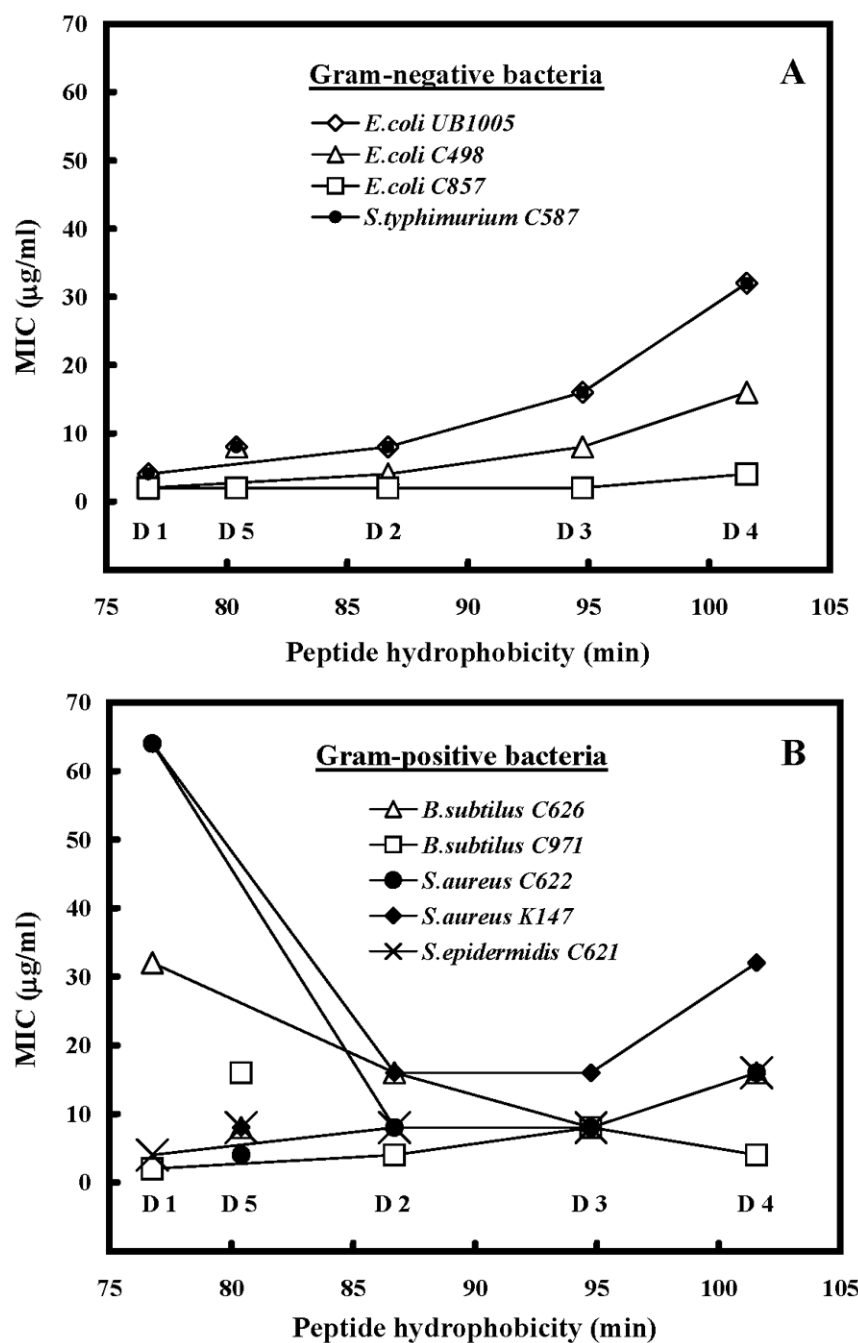 A
Gram-negative bacteria
E.coli UB1005
E.coli C498
E.coli C857
S.typhimurium C587
MIC (μg/ml)
70
60
50
40
30
20
10
0
D 1 D 5 D 2 D 3 D 4
75 80 85 90 95 100 105
Peptide hydrophobicity (min)
B
Gram-positive bacteria
B.subtilus C626
B.subtilus C971
S.aureus C622
S.aureus K147
S.epidermidis C621
MIC (μg/ml)
70
60
50
40
30
20
10
0
D 1 D 5 D 2 D 3 D 4
75 80 85 90 95 100 105
Peptide hydrophobicity (min)